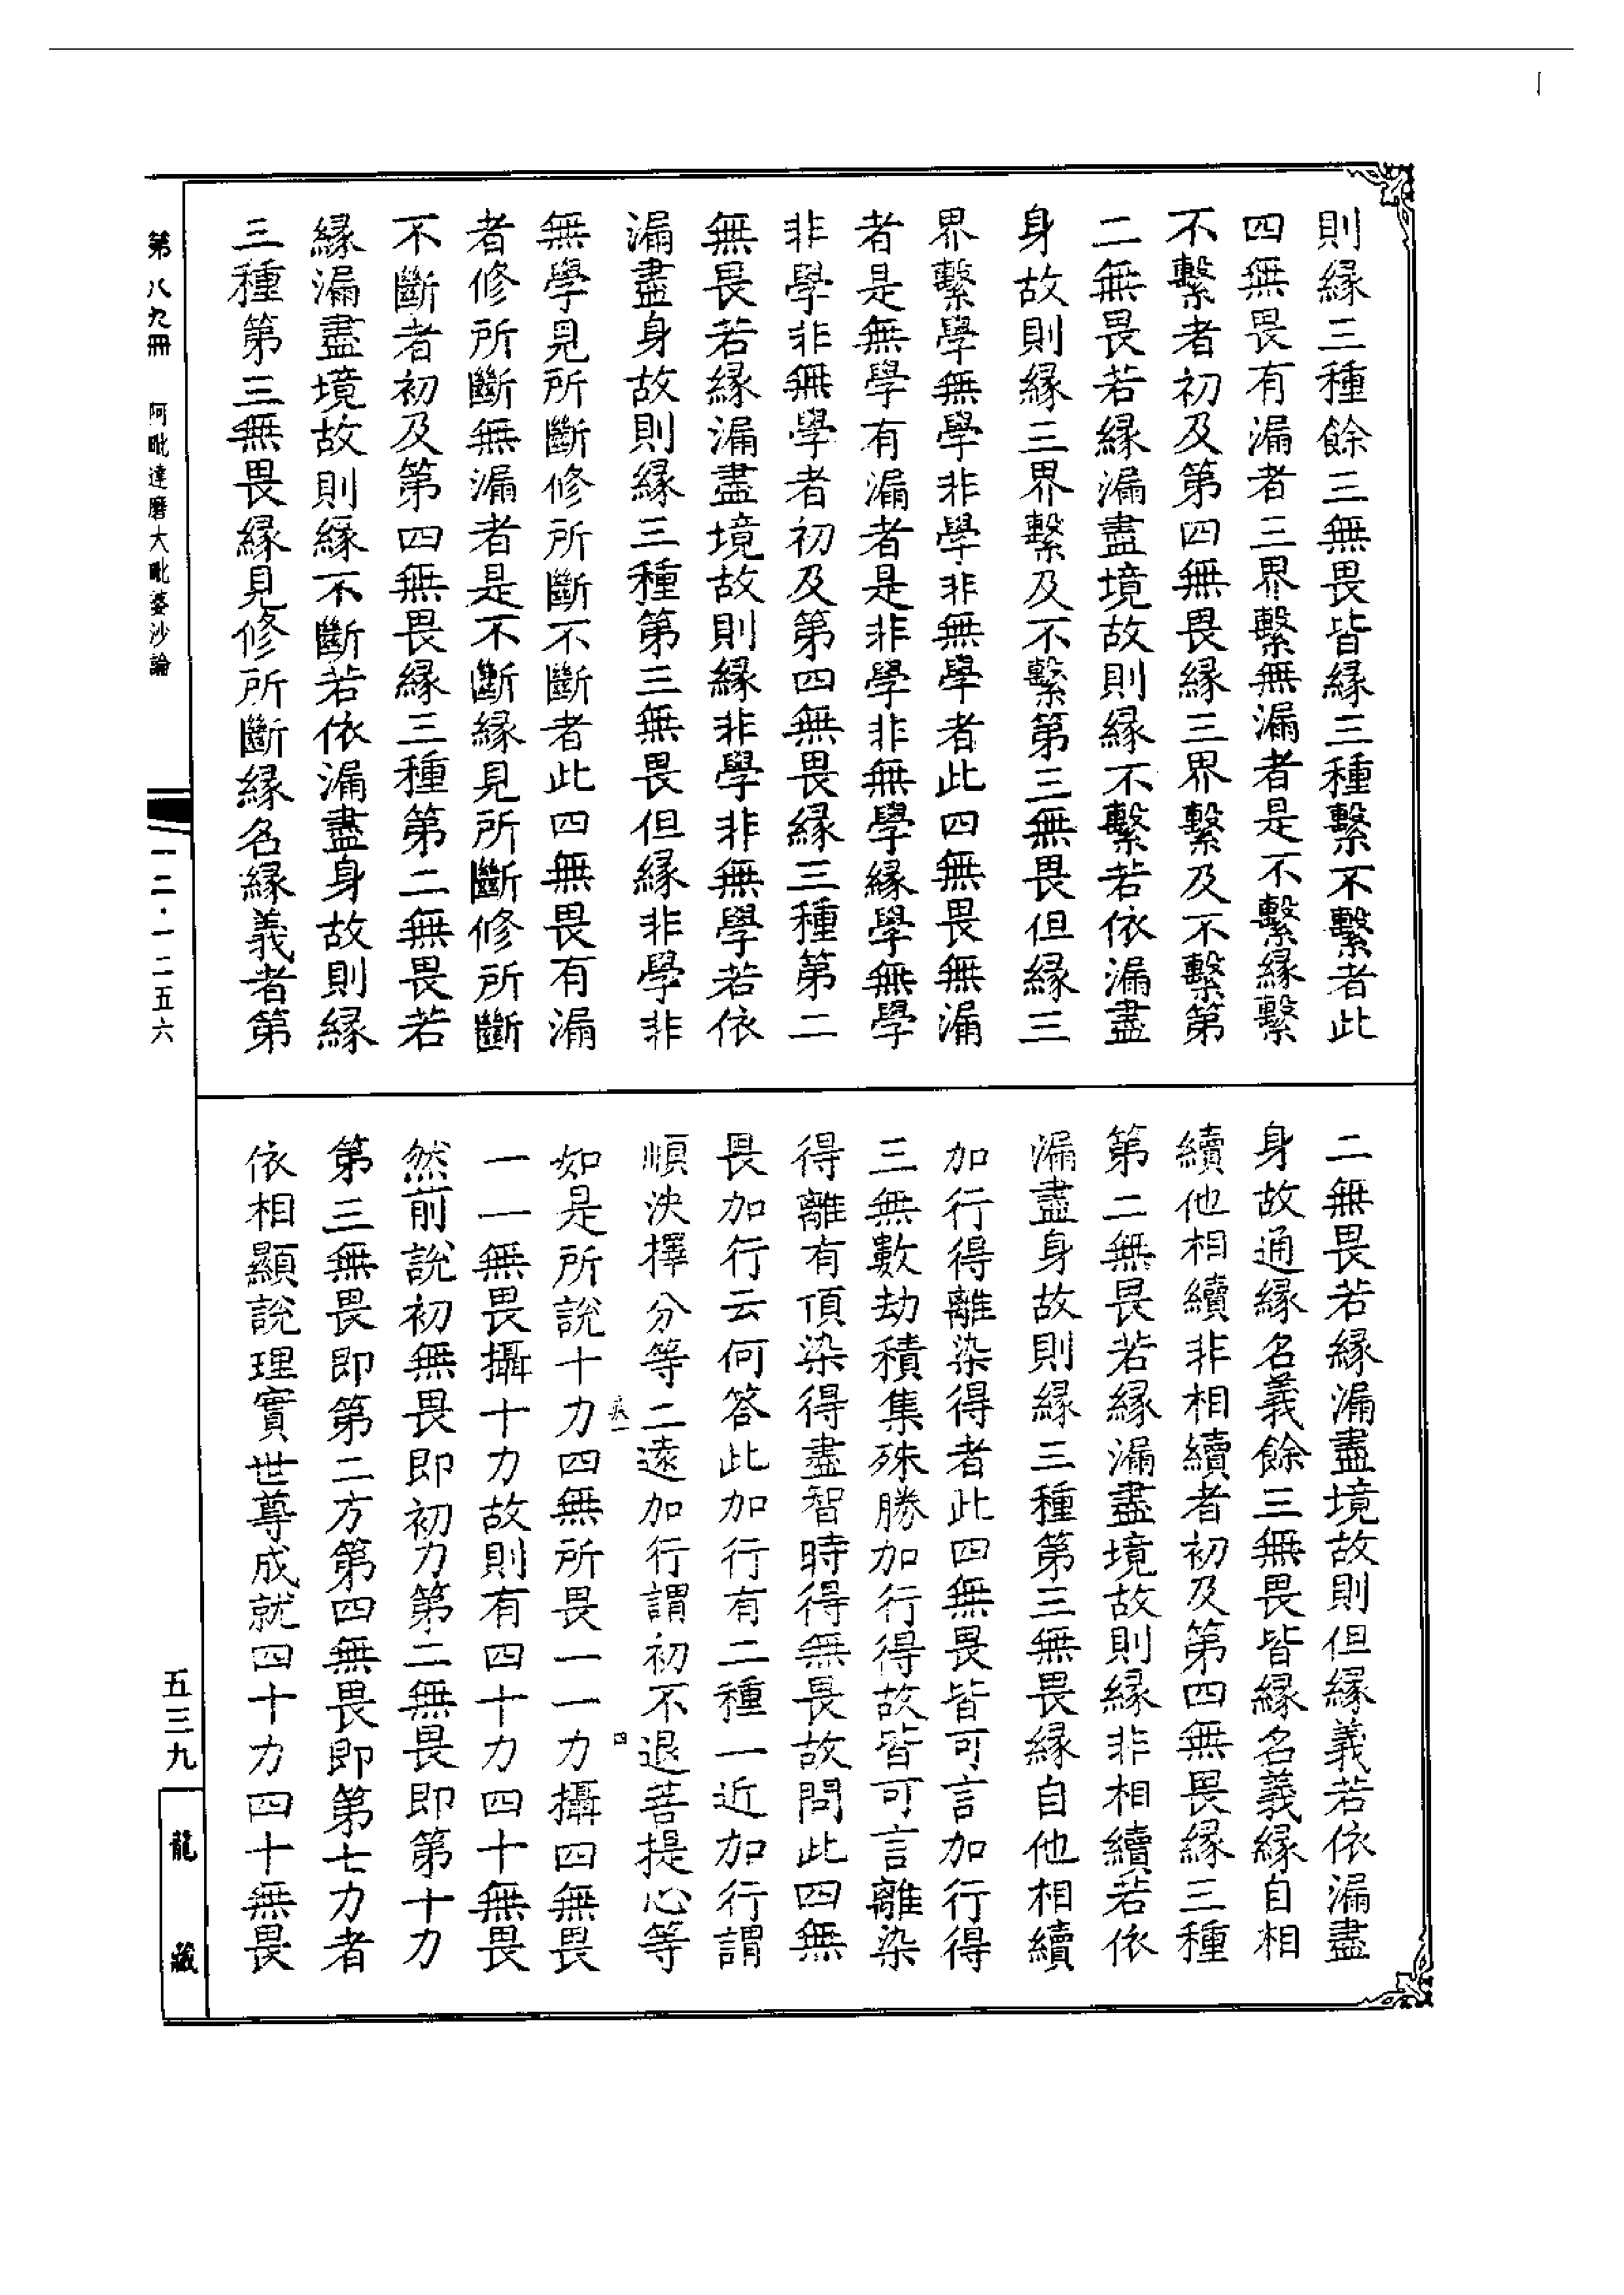 則緣三種餘三無畏皆緣三種繫不繫者此
四無畏有漏者三界繫無漏者是不繫緣繫
不繫者初及第四無畏緣三界繫及不繫第
二無畏若緣漏盡境故則緣不繫若依漏盡
身故則緣三界繫及不繫第三無畏但緣三
界繫學無學非學非無學者此四無畏無漏
者是無學有漏者是非學非無學緣學無學
非學非無學者初及第四無畏緣三種第二
無畏若緣漏盡境故則緣非學非無學若依
漏盡身故則緣三種第三無畏但緣非學非
無學見所斷修所斷不斷者此四無畏有漏
者修所斷無漏者是不斷緣見所斷修所斷
不斷者初及第四無畏緣三種第二無畏若
緣漏盡境故則緣不斷若依漏盡身故則緣
三種第三無畏緣見修所斷緣名緣義者第
二無畏若緣漏盡境故則但緣義若依漏盡
身故通緣名義餘三無畏皆緣名義緣自相
續他相續非相續者初及第四無畏緣三種
第二無畏若緣漏盡境故則緣非相續若依
漏盡身故則緣三種第三無畏緣自他相續
加行得離染得者此四無畏皆可言加行得
三無數劫積集殊勝加行得故皆可言離染
得離有頂染得盡智時得無畏故問此四無
畏加行云何答此加行有二種一近加行謂
順決擇分等二遠加行謂初不退菩提心等
如是所說十力四無所畏一一力攝四無畏
一一無畏攝十力故則有四十力四十無畏
然前說初無畏即初力第二無畏即第十力
第三無畏即第二方第四無畏即第七力者
依相顯說理實世尊成就四十力四十無畏
第八九冊 阿毗達磨大毗婆沙論
一二·一二五六
五三九
龍藏